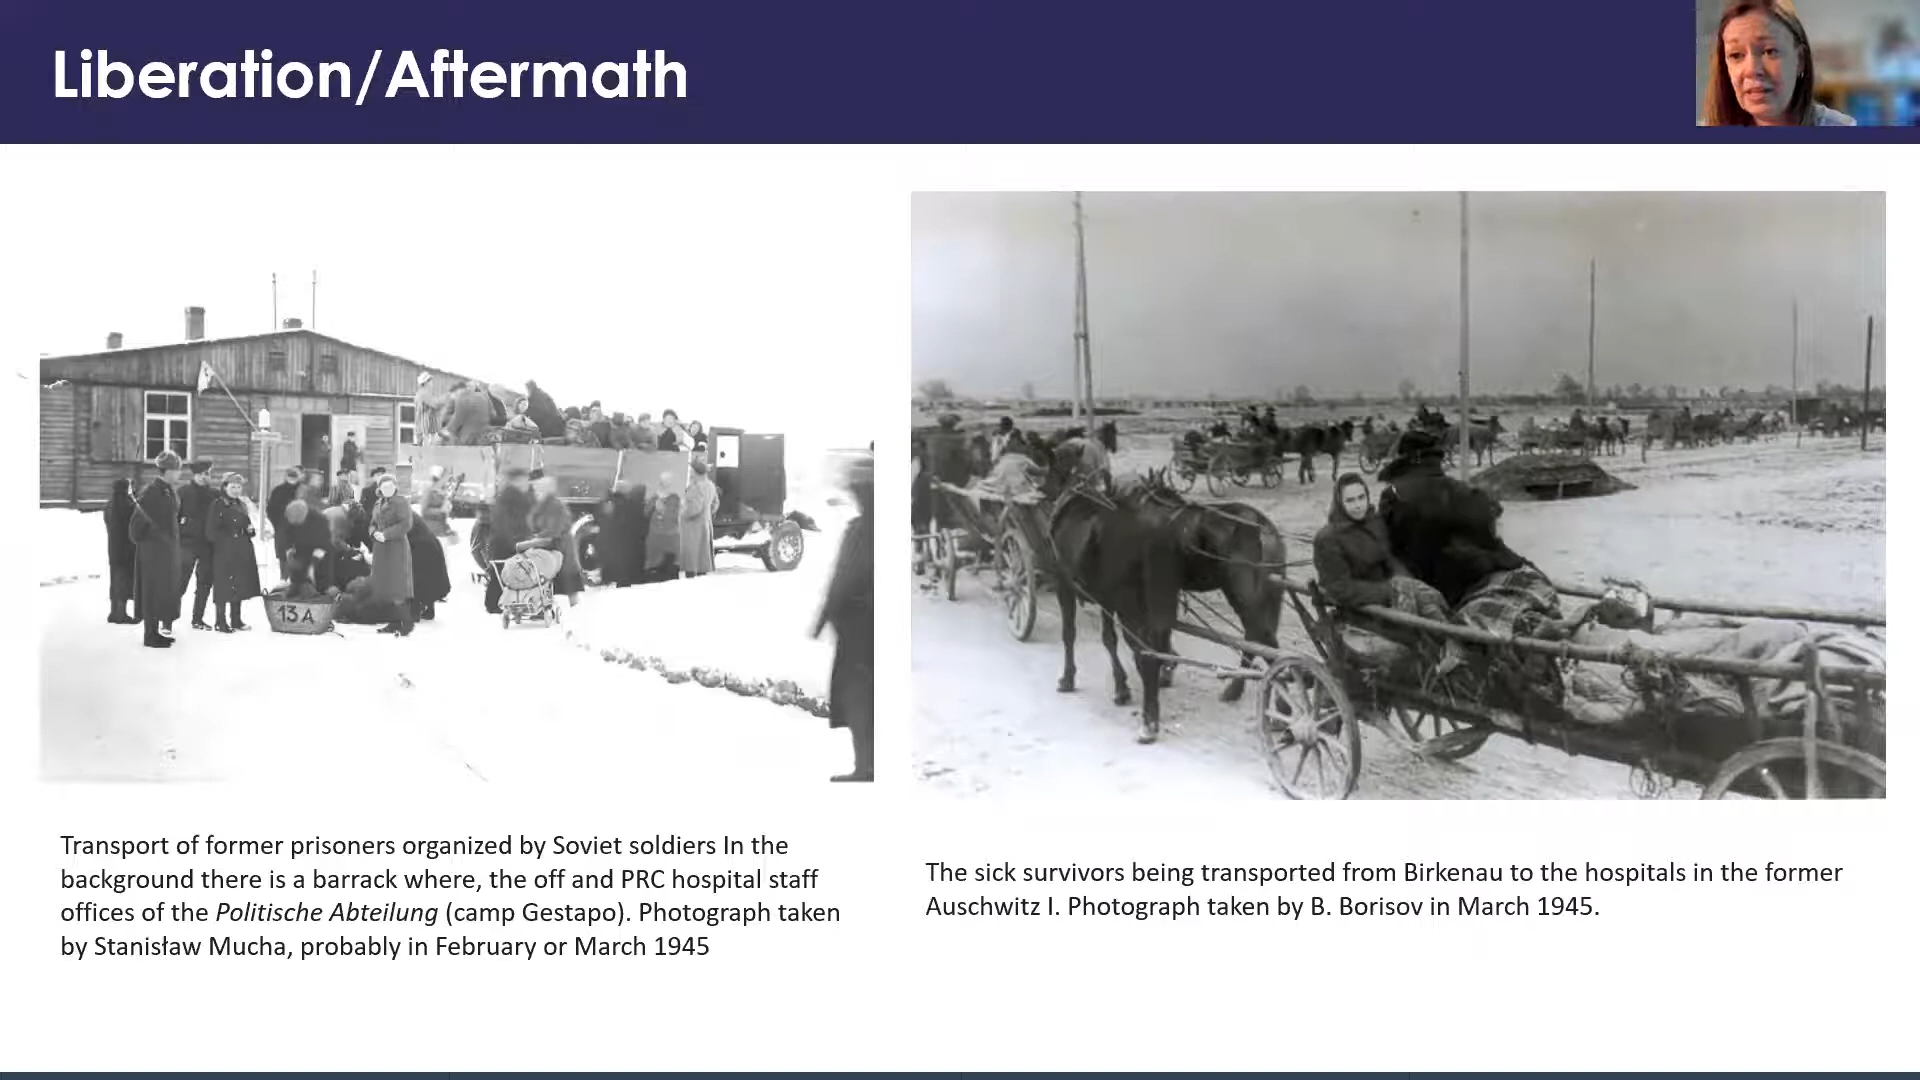 Liberation/Aftermath
13A
Transport of former prisoners organized by Soviet soldiers In the
background there is a barrack where, the off and PRC hospital staff
offices of the Politische Abteilung (camp Gestapo). Photograph taken
by Stanisław Mucha, probably in February or March 1945
The sick survivors being transported from Birkenau to the hospitals in the former
Auschwitz I. Photograph taken by B. Borisov in March 1945.